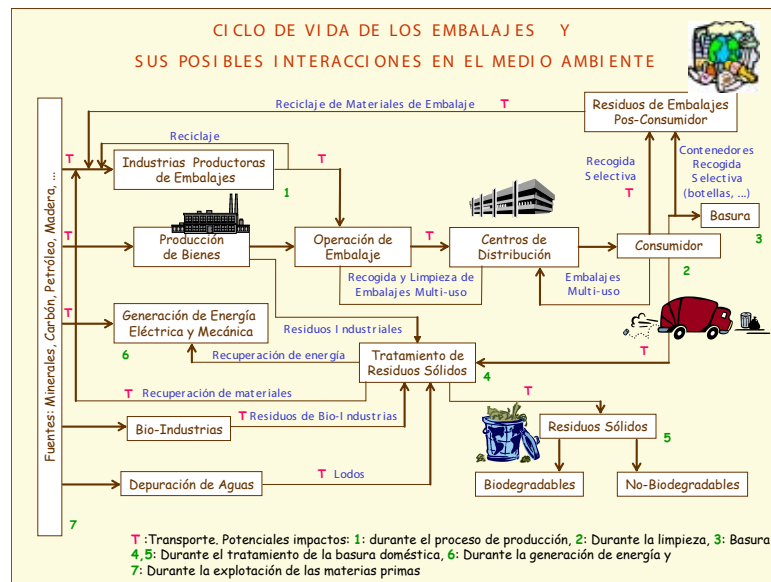 CICLO DE VIDA DE LOS EMBALAJES Y
SUS POSIBLES INTERACCIONES EN EL MEDIO AMBIENTE
Reciclaje de Materiales de Embalaje T
Residuos de Embalajes
Pos-Consumidor
Reciclaje
T
Industrias Productoras
de Embalajes
T
1
Recogida
Selectiva
T
Contenedores
Recogida
Selectiva
(botellas, ...)
Basura
3
Fuentes: Minerales, Carbón, Petróleo, Madera, ...
T
Producción
de Bienes
Operación de
Embalaje
T
Centros de
Distribución
Consumidor
2
Recogida y Limpieza de
Embalajes Multi-uso
Embalajes
Multi-uso
T
Generación de Energía
Eléctrica y Mecánica
6
Residuos Industriales
Recuperación de energía
Tratamiento de
Residuos Sólidos
4
T
T Recuperación de materiales
T
T Residuos de Bio-Industrias
Bio-Industrias
Residuos Sólidos
5
T Lodos
Depuración de Aguas
Biodegradables
No-Biodegradables
7
T :Transporte. Potenciales impactos: 1: durante el proceso de producción, 2: Durante la limpieza, 3: Basura
4,5: Durante el tratamiento de la basura doméstica, 6: Durante la generación de energía y
7: Durante la explotación de las materias primas